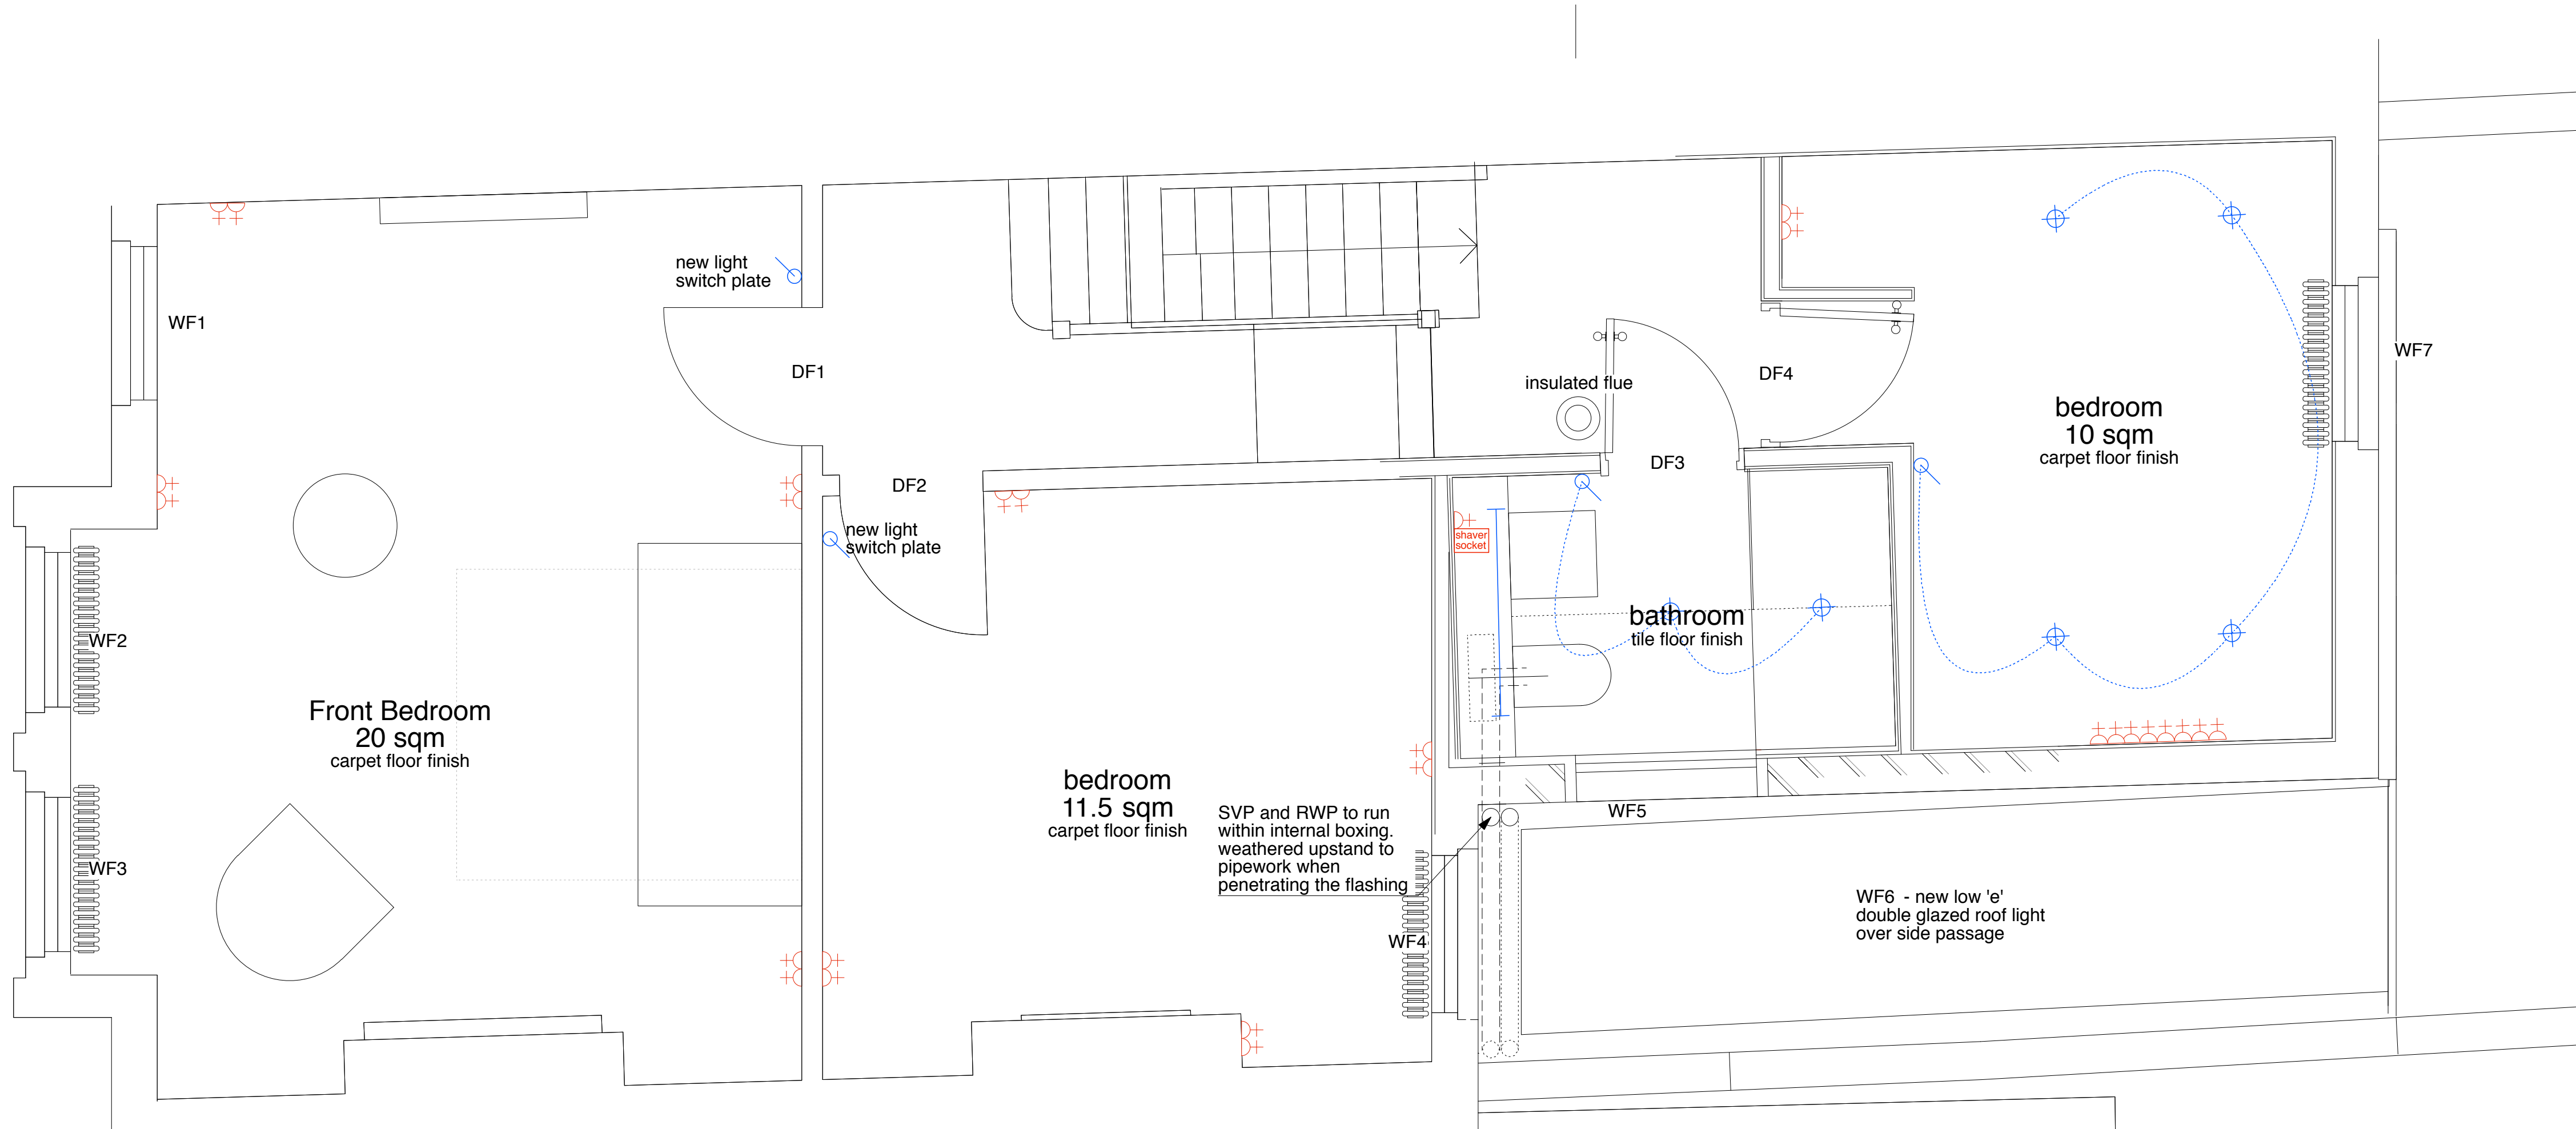 new light
switch plate
WF1
DF1
WF2
Front Bedroom
20 sqm
carpet floor finish
WF3
DF2
new light
switch plate
bedroom
11.5 sqm
carpet floor finish
SVP and RWP to run
within internal boxing.
weathered upstand to
pipework when
penetrating the flashing
WF4
insulated flue
DF3
DF4
shaver
socket
bathroom
tile floor finish
WF5
bedroom
10 sqm
carpet floor finish
WF7
WF6 - new low 'e'
double glazed roof light
over side passage